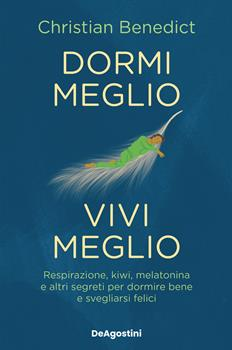 Christian Benedict
DORMI
MEGLIO
VIVI
MEGLIO
Respirazione, kiwi, melatonina
e altri segreti per dormire bene
e svegliarsi felici
DeAGOSTINI